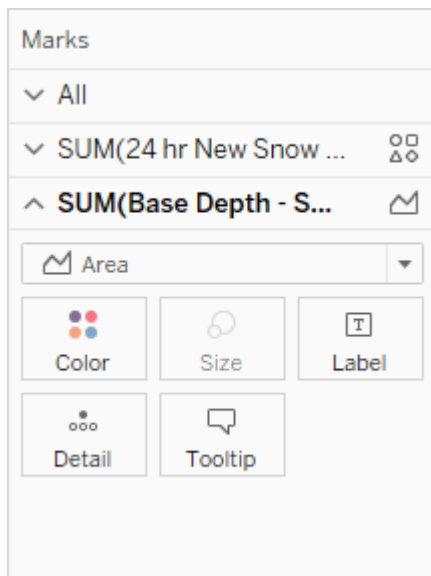 Marks
All
SUM(24 hr New Snow ...
SUM(Base Depth - S...
Area
Color
Size
T
Label
Detail
Tooltip